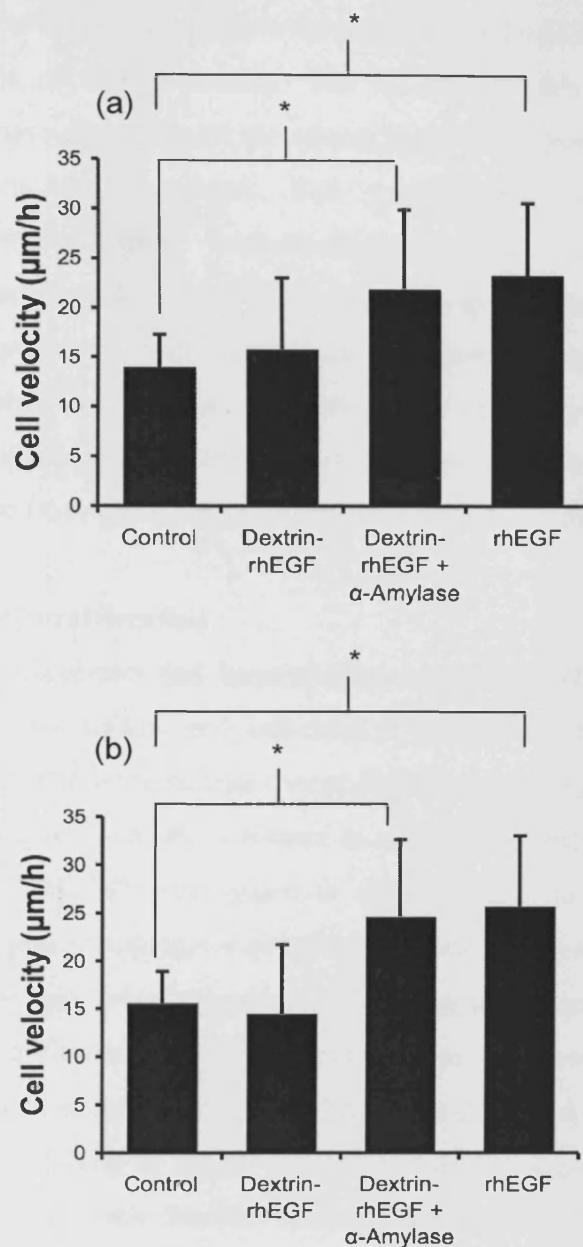 *
(a)
*
Cell velocity (µm/h)
35
30
25
20
15
10
5
0
Control
Dextrin-
rhEGF
Dextrin-
rhEGF +
α-Amylase
rhEGF
*
(b)
*
Cell velocity (µm/h)
35
30
25
20
15
10
5
0
Control
Dextrin-
rhEGF
Dextrin-
rhEGF +
α-Amylase
rhEGF